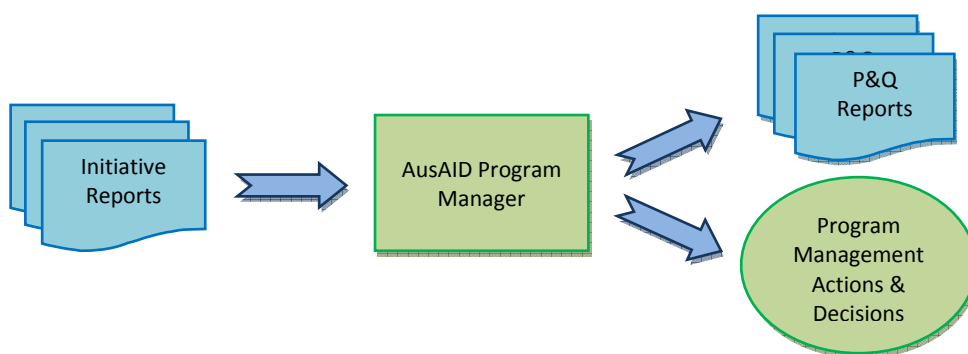 Initiative
Reports
AusAID Program
Manager
P&Q
Reports
Program
Management
Actions &
Decisions